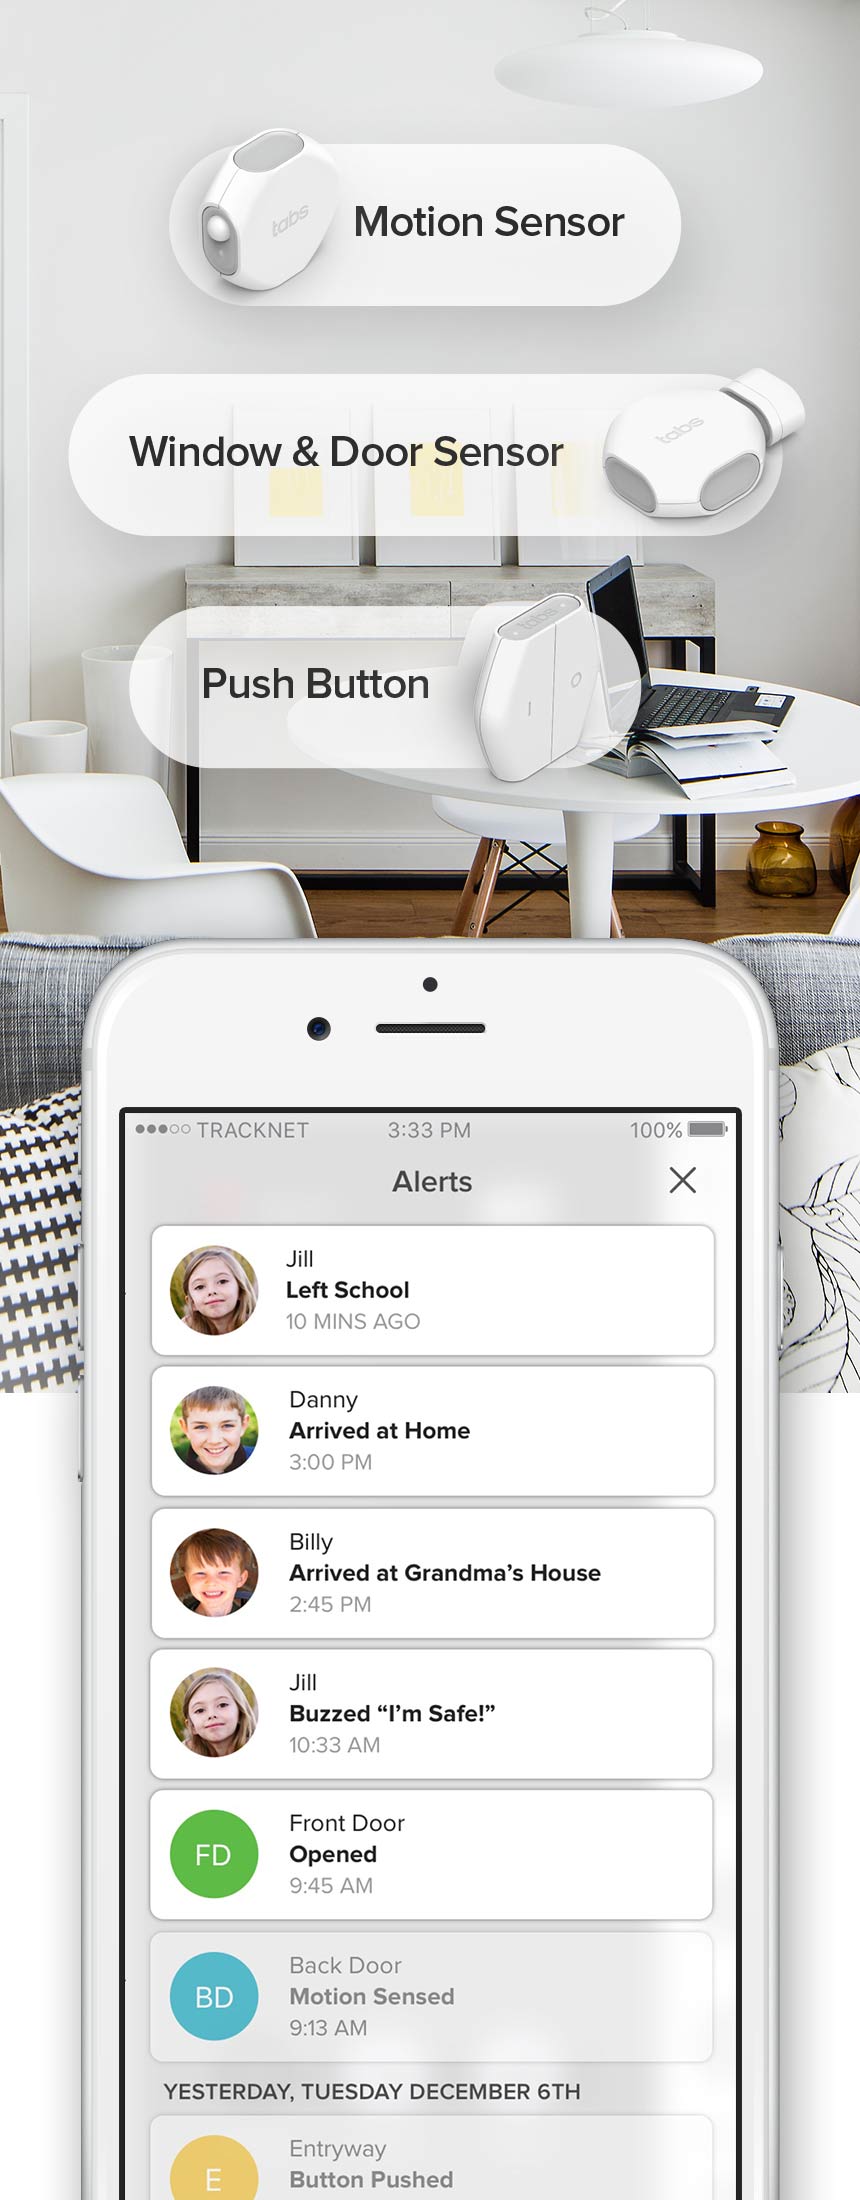 tabs
Motion Sensor
Window & Door Sensor
tabs
tabs
Push Button
TRACKNET 3:33 PM 100%
Alerts
Jill
Left School
10 MINS AGO
Danny
Arrived at Home
3:00 PM
Billy
Arrived at Grandma’s House
2:45 PM
Jill
Buzzed “I’m Safe!”
10:33 AM
FD
Front Door
Opened
9:45 AM
BD
Back Door
Motion Sensed
9:13 AM
YESTERDAY, TUESDAY DECEMBER 6TH
E
Entryway
Button Pushed